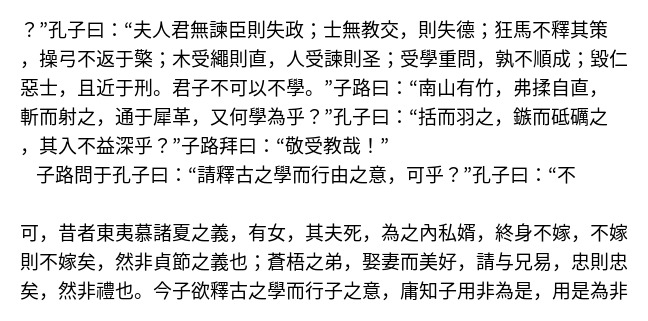 ？”孔子曰：“夫人君無諫臣則失政；士無教交，則失德；狂馬不釋其策
，操弓不返于檠；木受繩則直，人受諫則圣；受學重問，孰不順成；毀仁
惡士，且近于刑。君子不可以不學。”子路曰：“南山有竹，弗揉自直，
斬而射之，通于犀革，又何學為乎？”孔子曰：“括而羽之，鏃而砥礪之
，其入不益深乎？”子路拜曰：“敬受教哉！”
子路問于孔子曰：“請釋古之學而行由之意，可乎？”孔子曰：“不
可，昔者東夷慕諸夏之義，有女，其夫死，為之內私婿，終身不嫁，不嫁
則不嫁矣，然非貞節之義也；蒼梧之弟，娶妻而美好，請与兄易，忠則忠
矣，然非禮也。今子欲釋古之學而行子之意，庸知子用非為是，用是為非